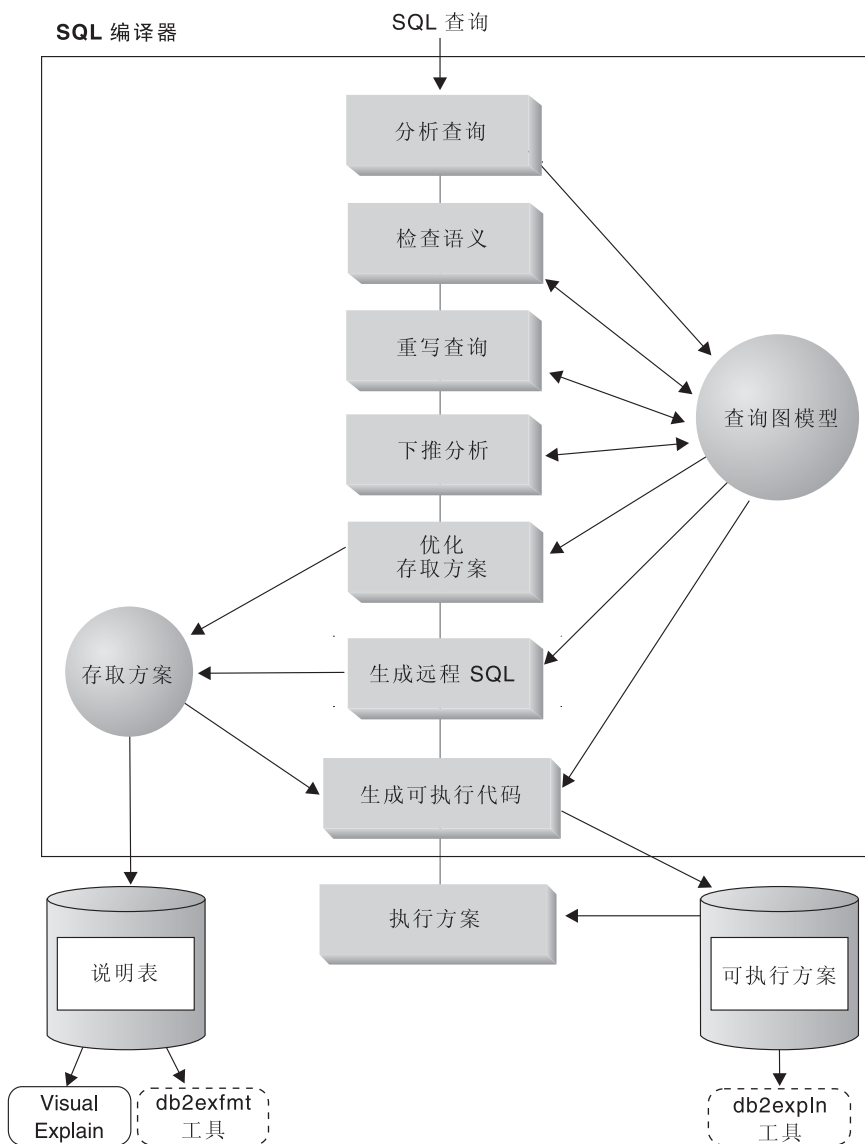 SQL 编译器
SQL 查询
分析查询
检查语义
重写查询
查询图模型
下推分析
优化
存取方案
存取方案
生成远程 SQL
生成可执行代码
执行方案
说明表
可执行方案
Visual
Explain
db2exfmt
工具
db2expln
工具